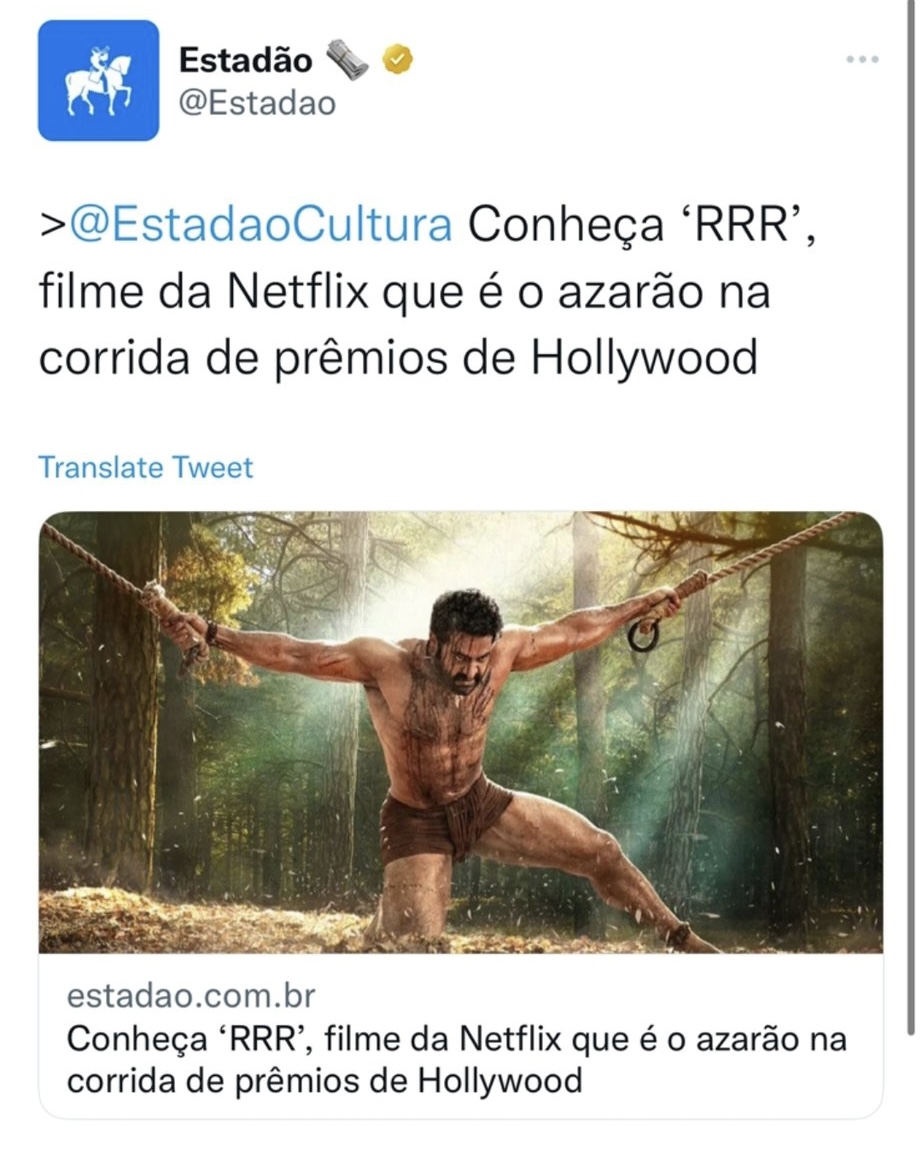 Estadão
@Estadao
>@EstadaoCultura Conheça ‘RRR’,
filme da Netflix que é o azarão na
corrida de prêmios de Hollywood
Translate Tweet
estadao.com.br
Conheça ‘RRR’, filme da Netflix que é o azarão na
corrida de prêmios de Hollywood